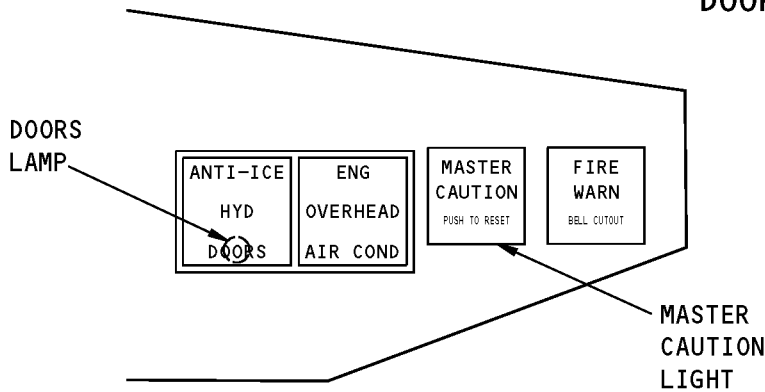 DOOR
DOORS
LAMP
ANTI-ICE
HYD
DOORS
ENG
OVERHEAD
AIR COND
MASTER
CAUTION
PUSH TO RESET
FIRE
WARN
BELL CUTOUT
MASTER
CAUTION
LIGHT